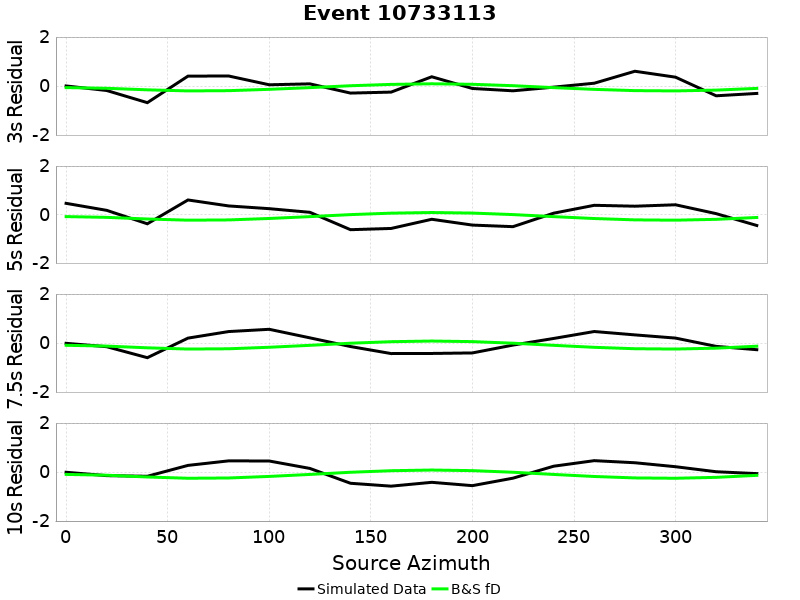 Event 10733113
3s Residual
2
0
-2
5s Residual
2
0
-2
7.5s Residual
2
0
-2
10s Residual
2
0
-2
0 50 100 150 200 250 300
Source Azimuth
Simulated Data B&S fD